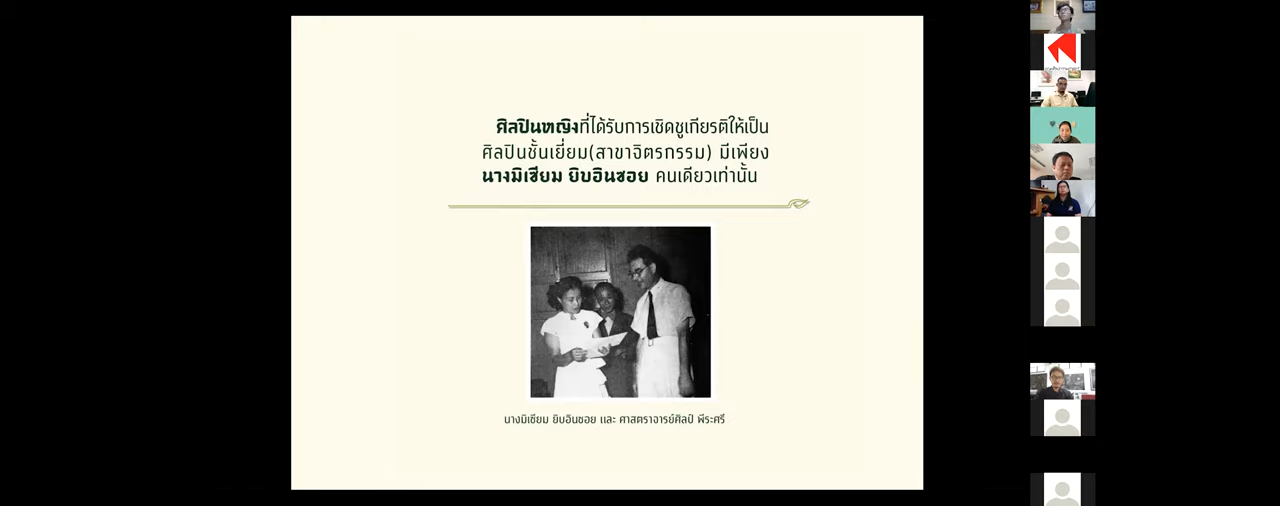 ศิลปินหญิงที่ได้รับการเชิดชูเกียรติให้เป็น
ศิลปินชั้นเยี่ยม(สาขาจิตรกรรม) มีเพียง
นางมิเซียม ยิบอินซอย คนเดียวเท่านั้น
นางมิเซียม ยิบอินซอย และ ศาสตราจารย์ศิลป์ พีระศรี